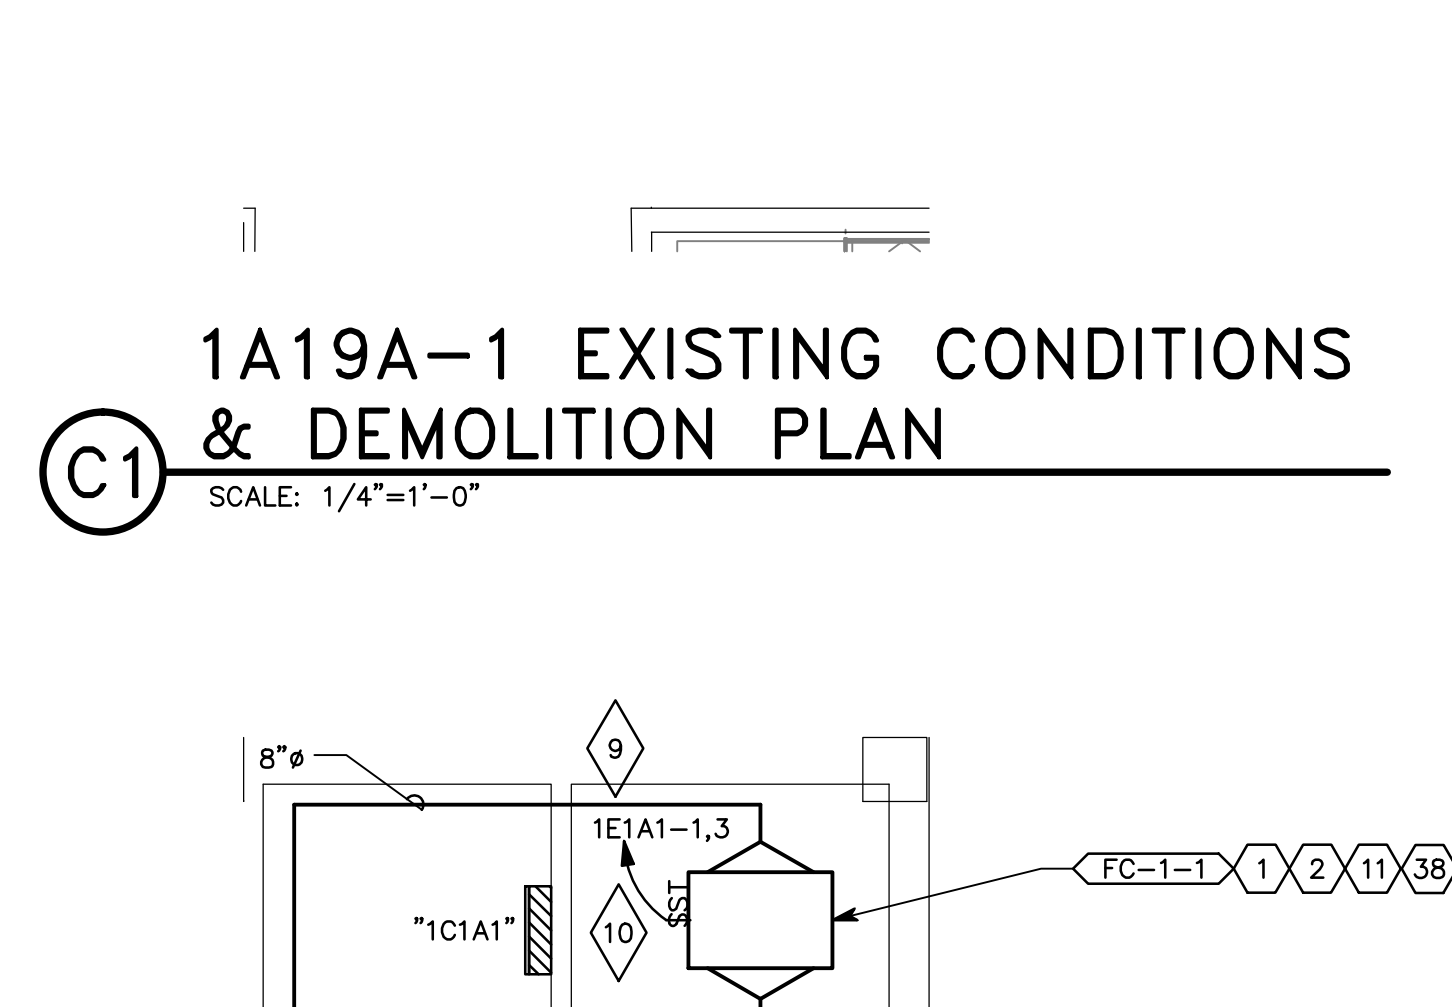 1A19A-1 EXISTING CONDITIONS
& DEMOLITION PLAN
C1
SCALE: 1/4"=1'-0"
9
8"ø
1E1A1-1,3
FC-1-1 1 2 11 38
$ST
"1C1A1"
10